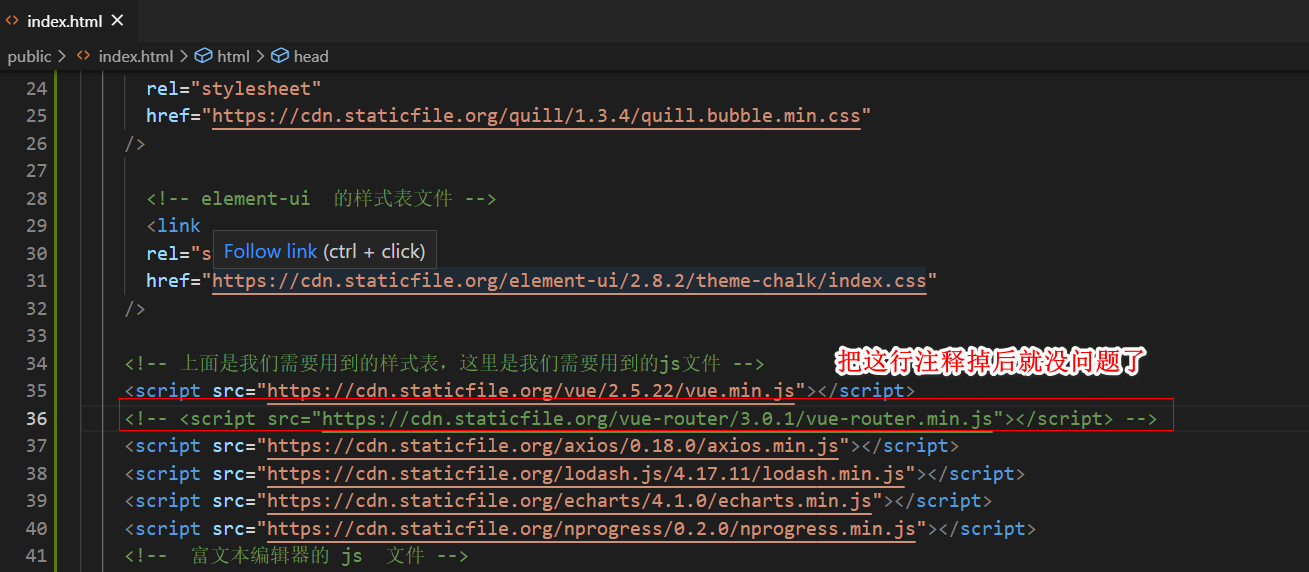 index.html
public > index.html > html > head
24 rel="stylesheet"
25 href="https://cdn.staticfile.org/quill/1.3.4/quill.bubble.min.css"
26 />
27
28 <!-- element-ui  的样式表文件 -->
29 <link
Follow link (ctrl + click)
30 rel="s
31 href="https://cdn.staticfile.org/element-ui/2.8.2/theme-chalk/index.css"
32 />
33
34 <!-- 上面是我们需要用到的样式表，这里是我们需要用到的js文件 -->
把这行注释掉后就没问题了
35 <script src="https://cdn.staticfile.org/vue/2.5.22/vue.min.js"></script>
36 <!-- <script src="https://cdn.staticfile.org/vue-router/3.0.1/vue-router.min.js"></script> -->
37 <script src="https://cdn.staticfile.org/axios/0.18.0/axios.min.js"></script>
38 <script src="https://cdn.staticfile.org/lodash.js/4.17.11/lodash.min.js"></script>
39 <script src="https://cdn.staticfile.org/echarts/4.1.0/echarts.min.js"></script>
40 <script src="https://cdn.staticfile.org/nprogress/0.2.0/nprogress.min.js"></script>
41 <!--  富文本编辑器的 js  文件 -->